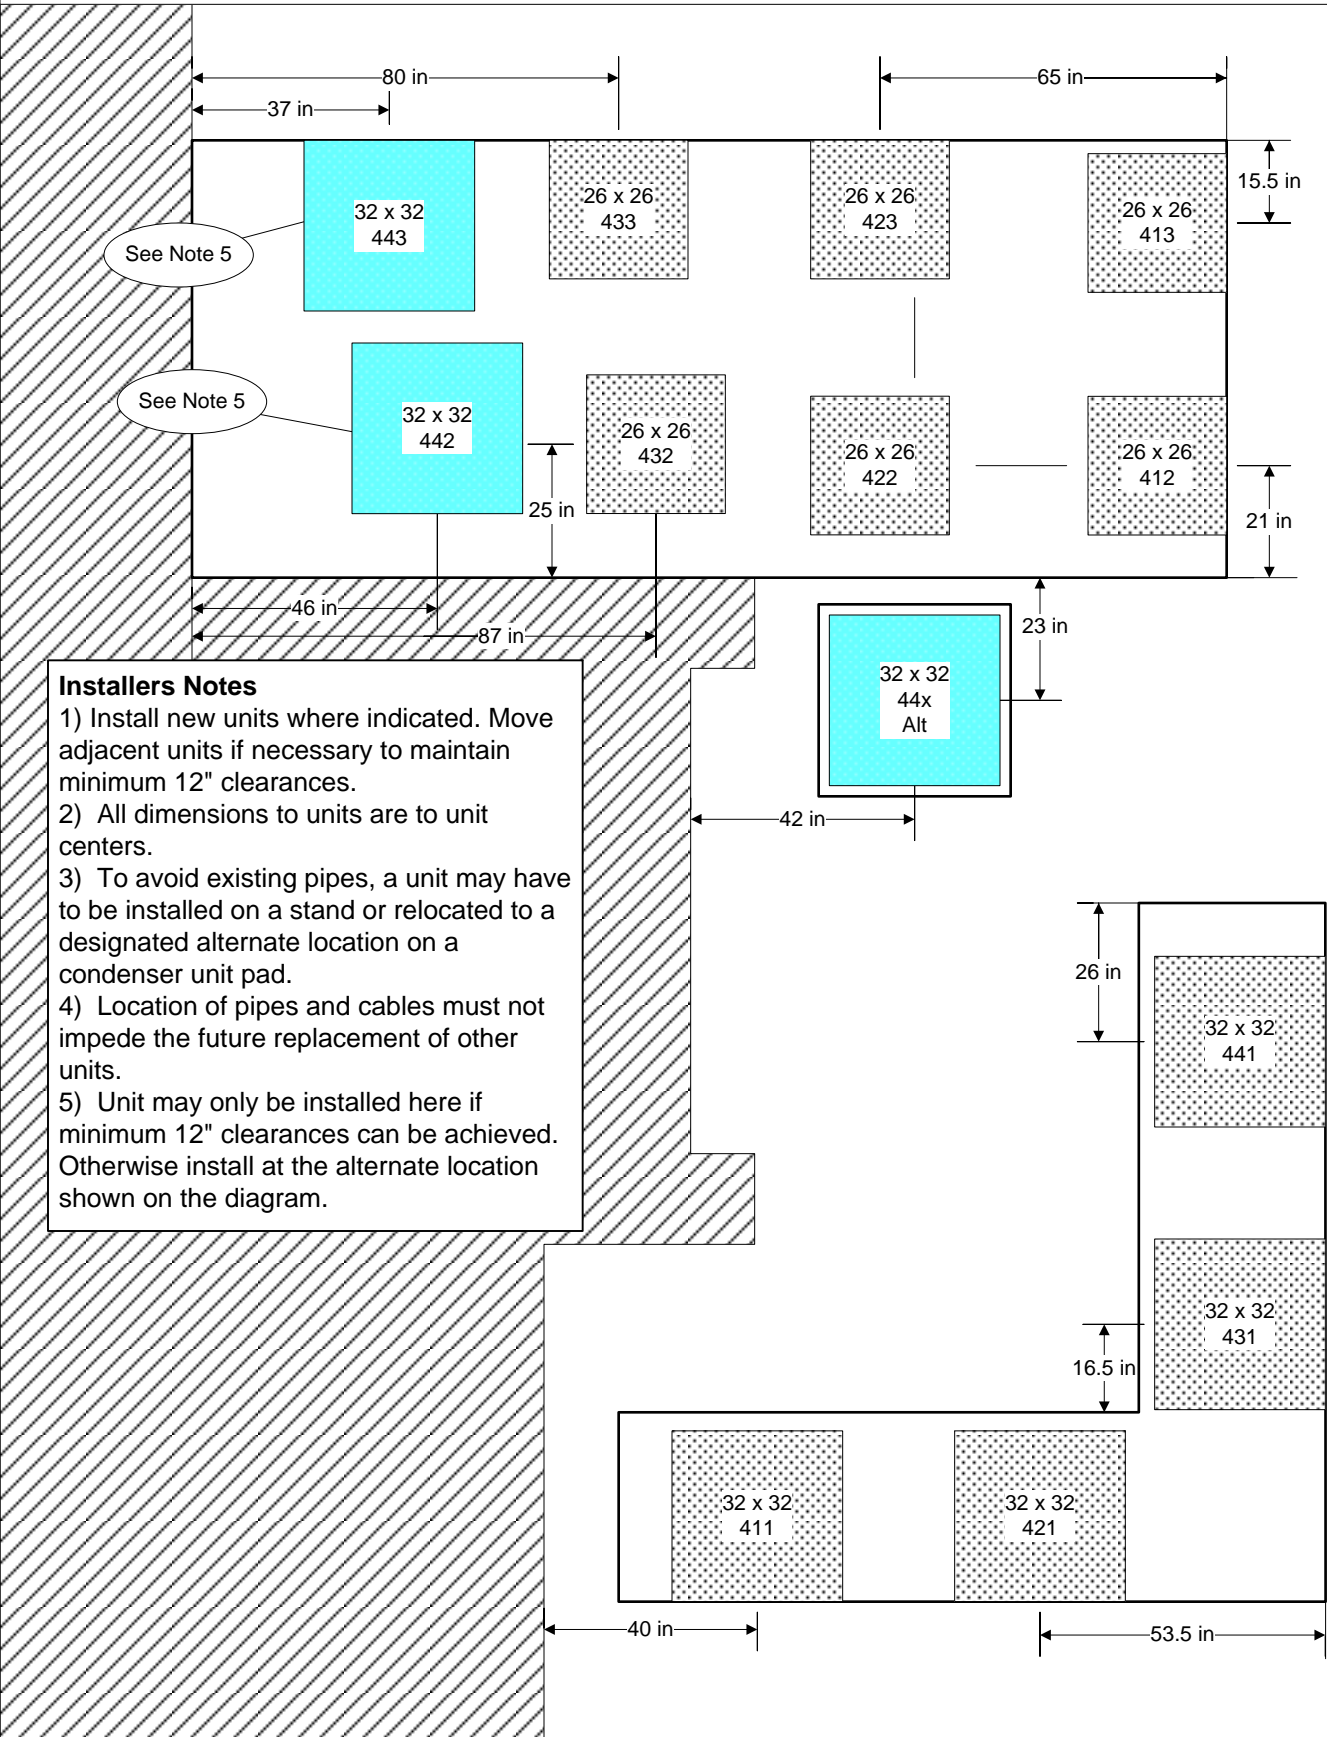 80 in
65 in
37 in
15.5 in
32 x 32
443
26 x 26
433
26 x 26
423
26 x 26
413
See Note 5
See Note 5
32 x 32
442
26 x 26
432
26 x 26
422
26 x 26
412
25 in
21 in
46 in
87 in
23 in
32 x 32
44x
Alt
42 in
Installers Notes
1) Install new units where indicated. Move
adjacent units if necessary to maintain
minimum 12" clearances.
2) All dimensions to units are to unit
centers.
3) To avoid existing pipes, a unit may have
to be installed on a stand or relocated to a
designated alternate location on a
condenser unit pad.
4) Location of pipes and cables must not
impede the future replacement of other
units.
5) Unit may only be installed here if
minimum 12" clearances can be achieved.
Otherwise install at the alternate location
shown on the diagram.
26 in
32 x 32
441
32 x 32
431
16.5 in
32 x 32
411
32 x 32
421
40 in
53.5 in